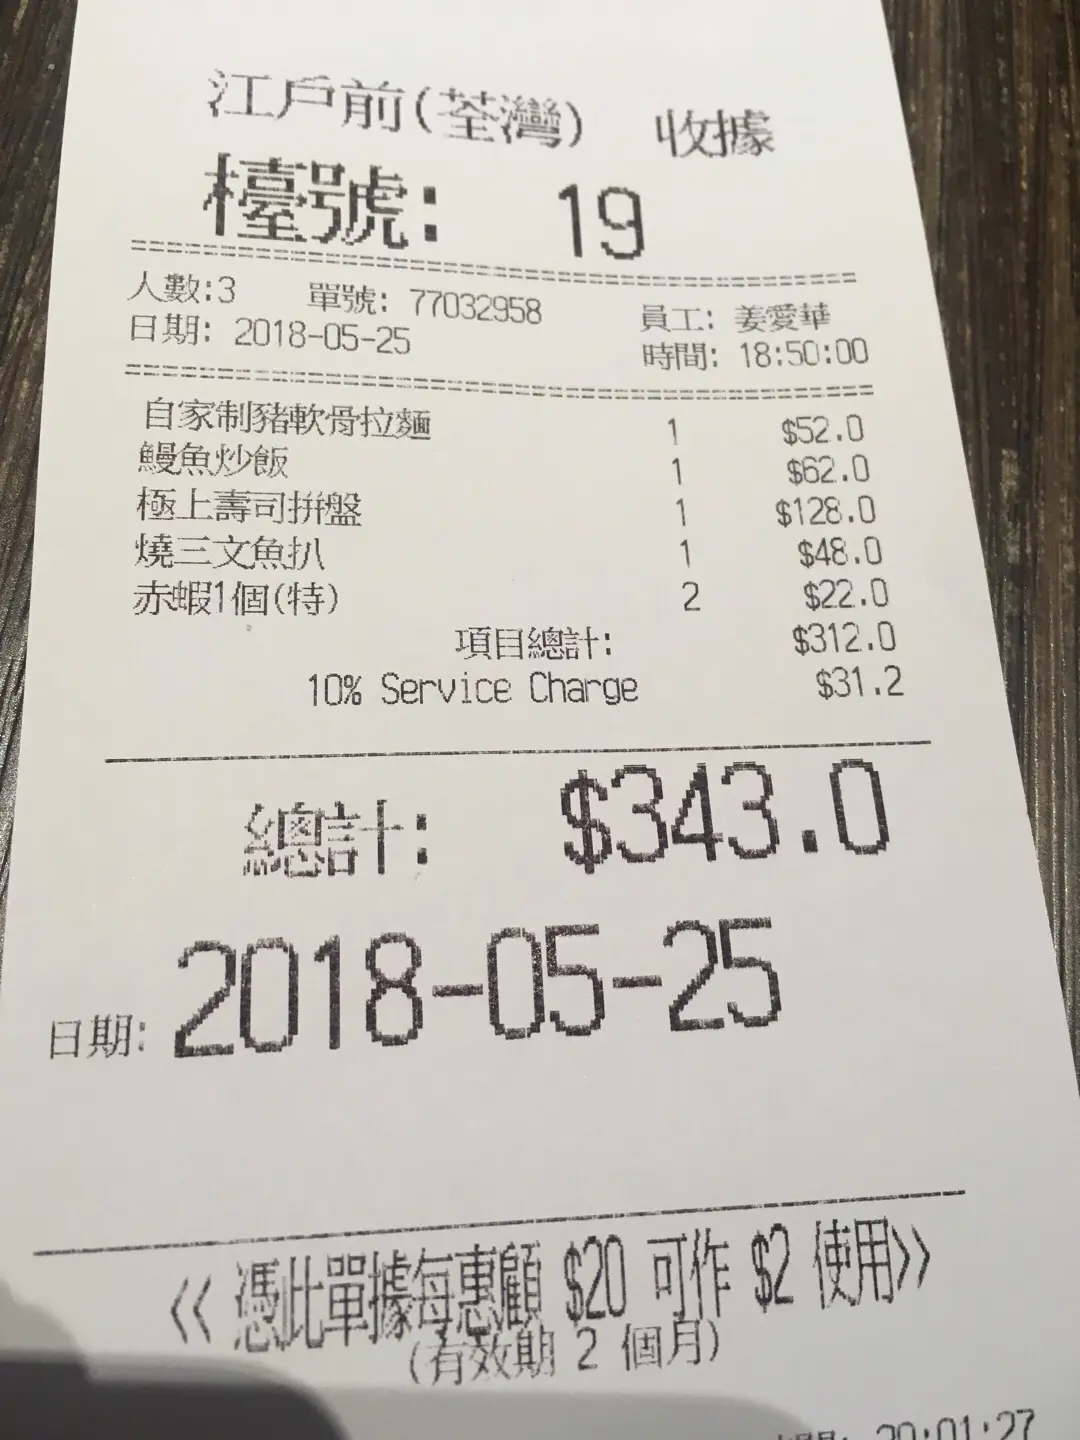 江戶前(荃灣) 收據
檯號: 19
人數:3 單號: 77032958 員工: 姜愛華
日期: 2018-05-25 時間: 18:50:00
自家制豬軟骨拉麵 1 $52.0
鰻魚炒飯 1 $62.0
極上壽司拼盤 1 $128.0
燒三文魚扒 1 $48.0
赤蝦1個(特) 2 $22.0
項目總計: $312.0
10% Service Charge $31.2
總計: $343.0
日期: 2018-05-25
<< 憑此單據每惠顧 $20 可作 $2 使用>>
(有效期 2 個月)
20:01:27